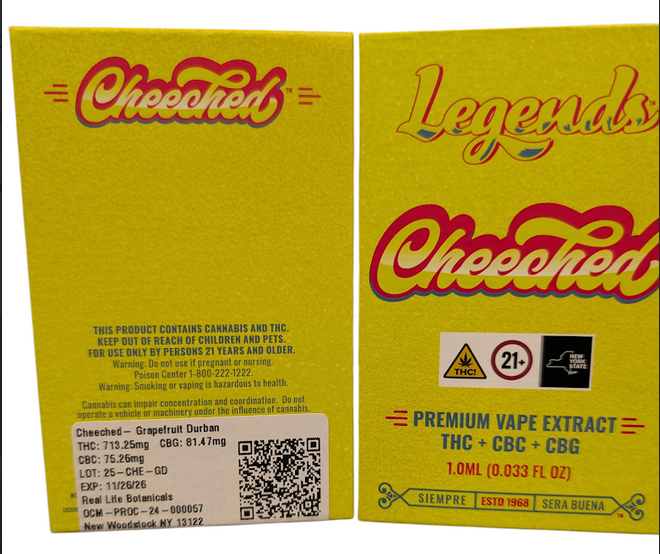 Cheeched™
THIS PRODUCT CONTAINS CANNABIS AND THC.
KEEP OUT OF REACH OF CHILDREN AND PETS.
FOR USE ONLY BY PERSONS 21 YEARS AND OLDER.
Warning: Do not use if pregnant or nursing.
Poison Center 1-800-222-1222.
Warning: Smoking or vaping is hazardous to health.
Cannabis can impair concentration and coordination. Do not
operate a vehicle or machinery under the influence of cannabis.
Cheeched– Grapefruit Durban
THC: 713.25mg CBG: 81.47mg
CBC: 75.26mg
LOT: 25-CHE-GD
EXP: 11/26/26
Real Life Botanicals
OCM-PROC-24-000057
New Woodstock NY 13122
Legends™
Cheeched
THC!
21+
NEW YORK STATE
PREMIUM VAPE EXTRACT
THC + CBC + CBG
1.0ML (0.033 FL OZ)
SIEMPRE ESTD 1968 SERA BUENA
™